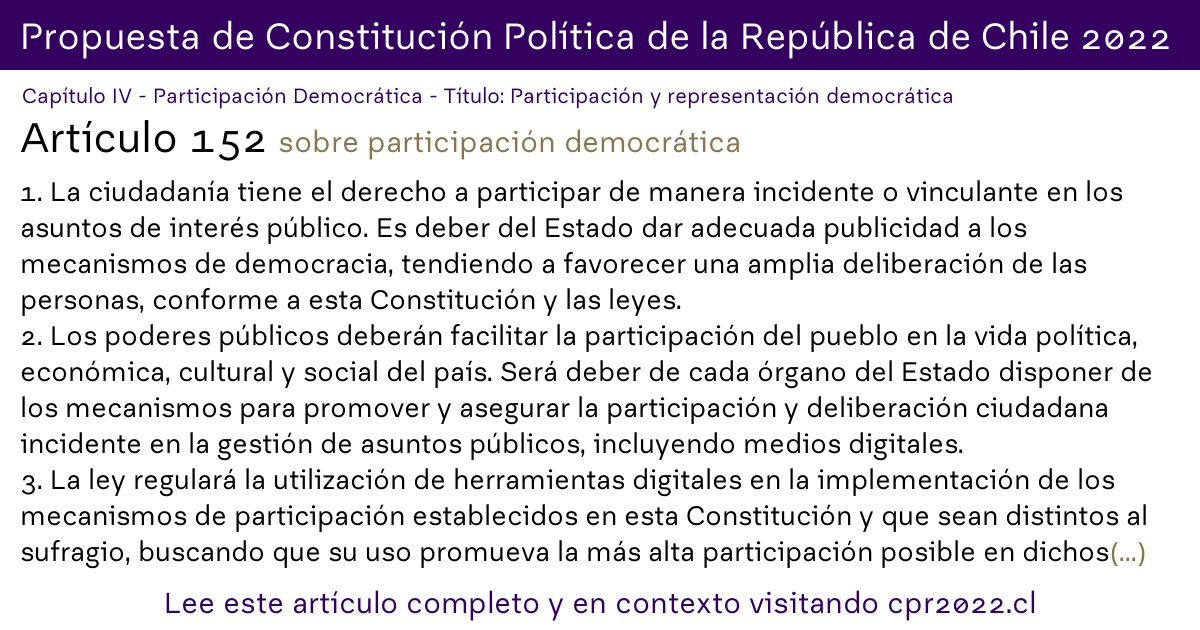 Propuesta de Constitución Política de la República de Chile 2022
Capítulo IV - Participación Democrática - Título: Participación y representación democrática
Artículo 152 sobre participación democrática
1. La ciudadanía tiene el derecho a participar de manera incidente o vinculante en los
asuntos de interés público. Es deber del Estado dar adecuada publicidad a los
mecanismos de democracia, tendiendo a favorecer una amplia deliberación de las
personas, conforme a esta Constitución y las leyes.
2. Los poderes públicos deberán facilitar la participación del pueblo en la vida política,
económica, cultural y social del país. Será deber de cada órgano del Estado disponer de
los mecanismos para promover y asegurar la participación y deliberación ciudadana
incidente en la gestión de asuntos públicos, incluyendo medios digitales.
3. La ley regulará la utilización de herramientas digitales en la implementación de los
mecanismos de participación establecidos en esta Constitución y que sean distintos al
sufragio, buscando que su uso promueva la más alta participación posible en dichos(...)
Lee este artículo completo y en contexto visitando cpr2022.cl